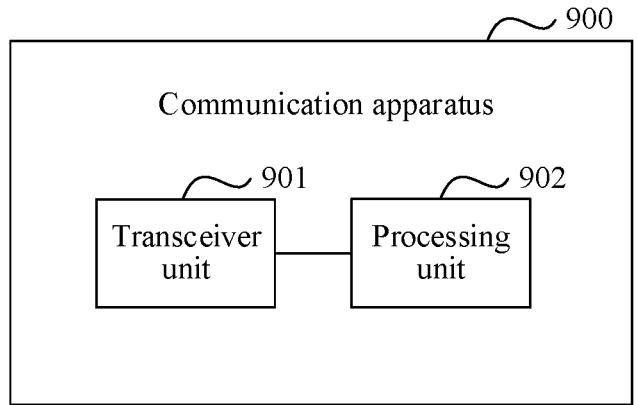 900
Communication apparatus
901
902
Transceiver
unit
Processing
unit